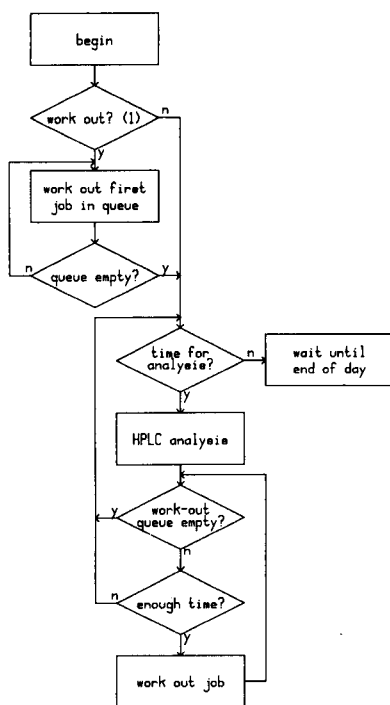 begin
work out? (1)
n
y
work out first
job in queue
n
queue empty?
y
time for
analysis?
n
wait until
end of day
y
HPLC analysis
y
work-out
queue empty?
n
n
enough time?
y
work out job